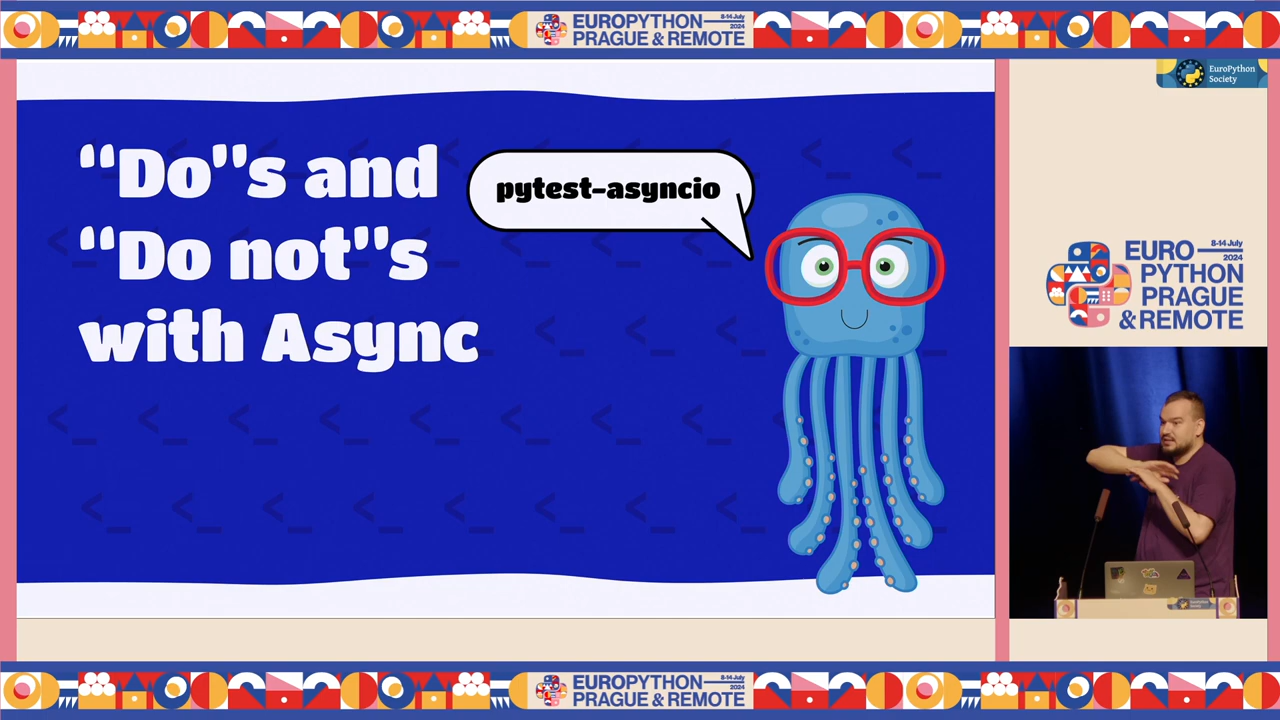 EUROPYTHON
8-14 July
2024
PRAGUE & REMOTE
EuroPython
Society
“Do”s and
“Do not”s
with Async
pytest-asyncio
EURO
8-14 July
2024
PYTHON
PRAGUE
& REMOTE
EUROPYTHON
8-14 July
2024
PRAGUE & REMOTE